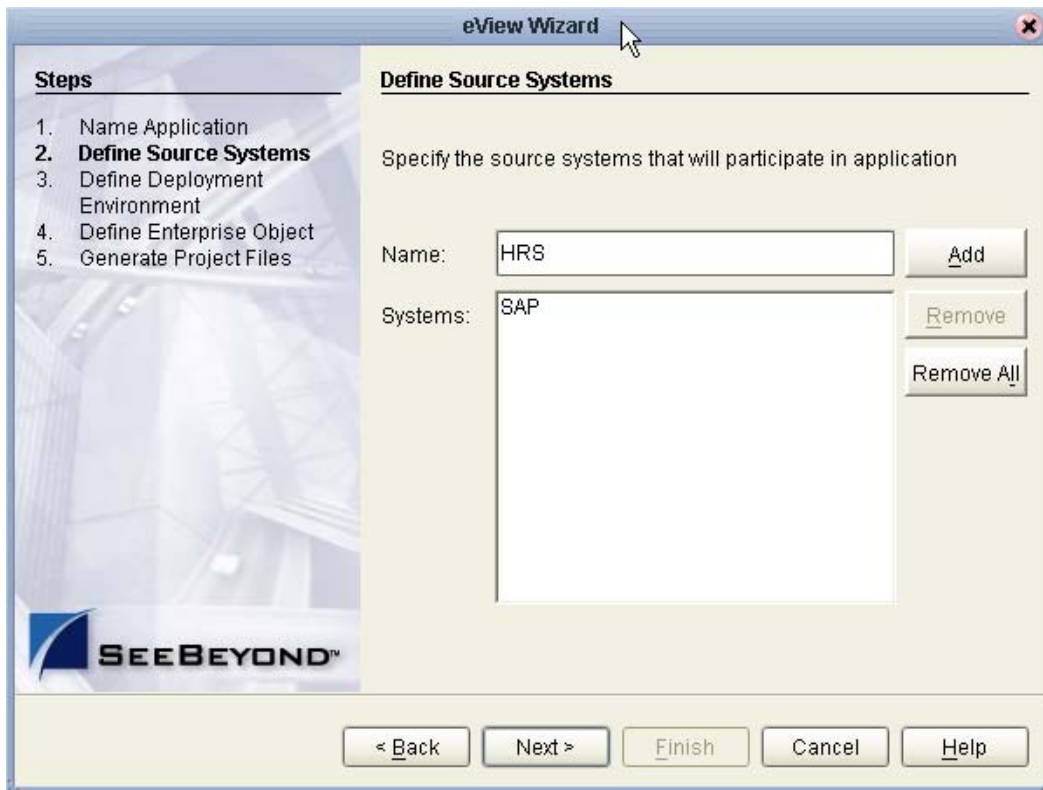 eView Wizard
Steps
1. Name Application
2. Define Source Systems
3. Define Deployment
Environment
4. Define Enterprise Object
5. Generate Project Files
SEEBEYOND™
Define Source Systems
Specify the source systems that will participate in application
Name: HRS Add
Systems: SAP Remove
Remove All
< Back Next > Finish Cancel Help